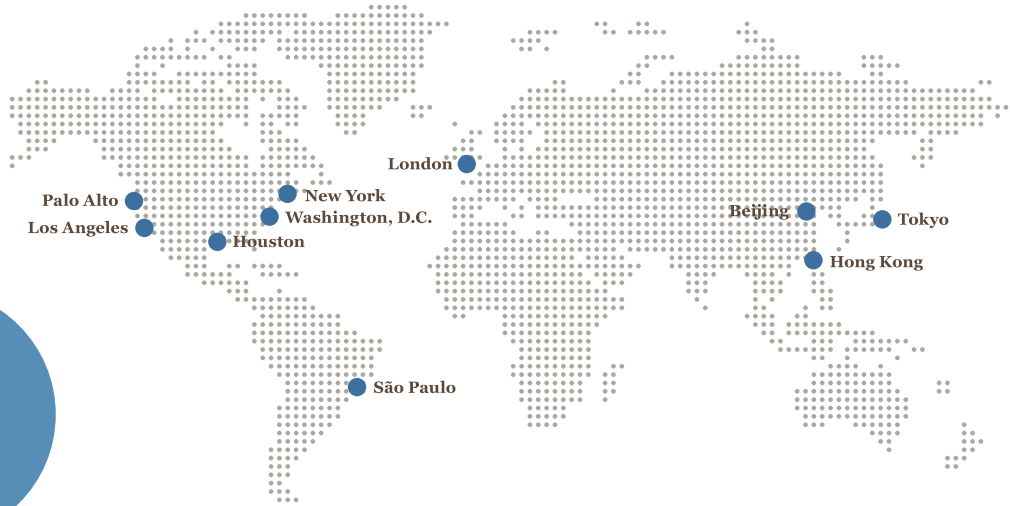 London
New York
Palo Alto
Beijing
Washington, D.C.
Tokyo
Los Angeles
Houston
Hong Kong
São Paulo